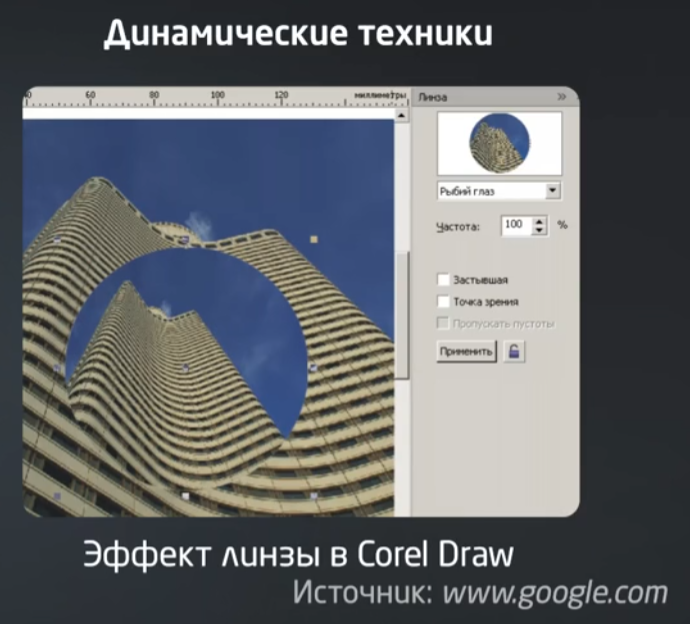 Динамические техники
0 60 80 100 120 миллиметры
Линза
Рыбий глаз
Частота: 100 %
Застывшая
Точка зрения
Пропускать пустоты
Применить
Эффект линзы в Corel Draw
Источник: www.google.com